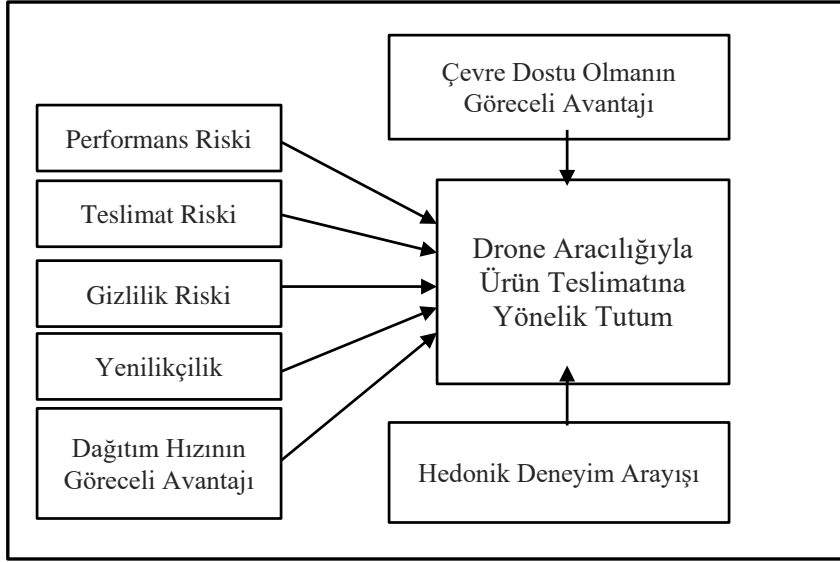 Çevre Dostu Olmanın
Göreceli Avantajı
Performans Riski
Teslimat Riski
Gizlilik Riski
Yenilikçilik
Dağıtım Hızının
Göreceli Avantajı
Drone Aracılığıyla
Ürün Teslimatına
Yönelik Tutum
Hedonik Deneyim Arayışı